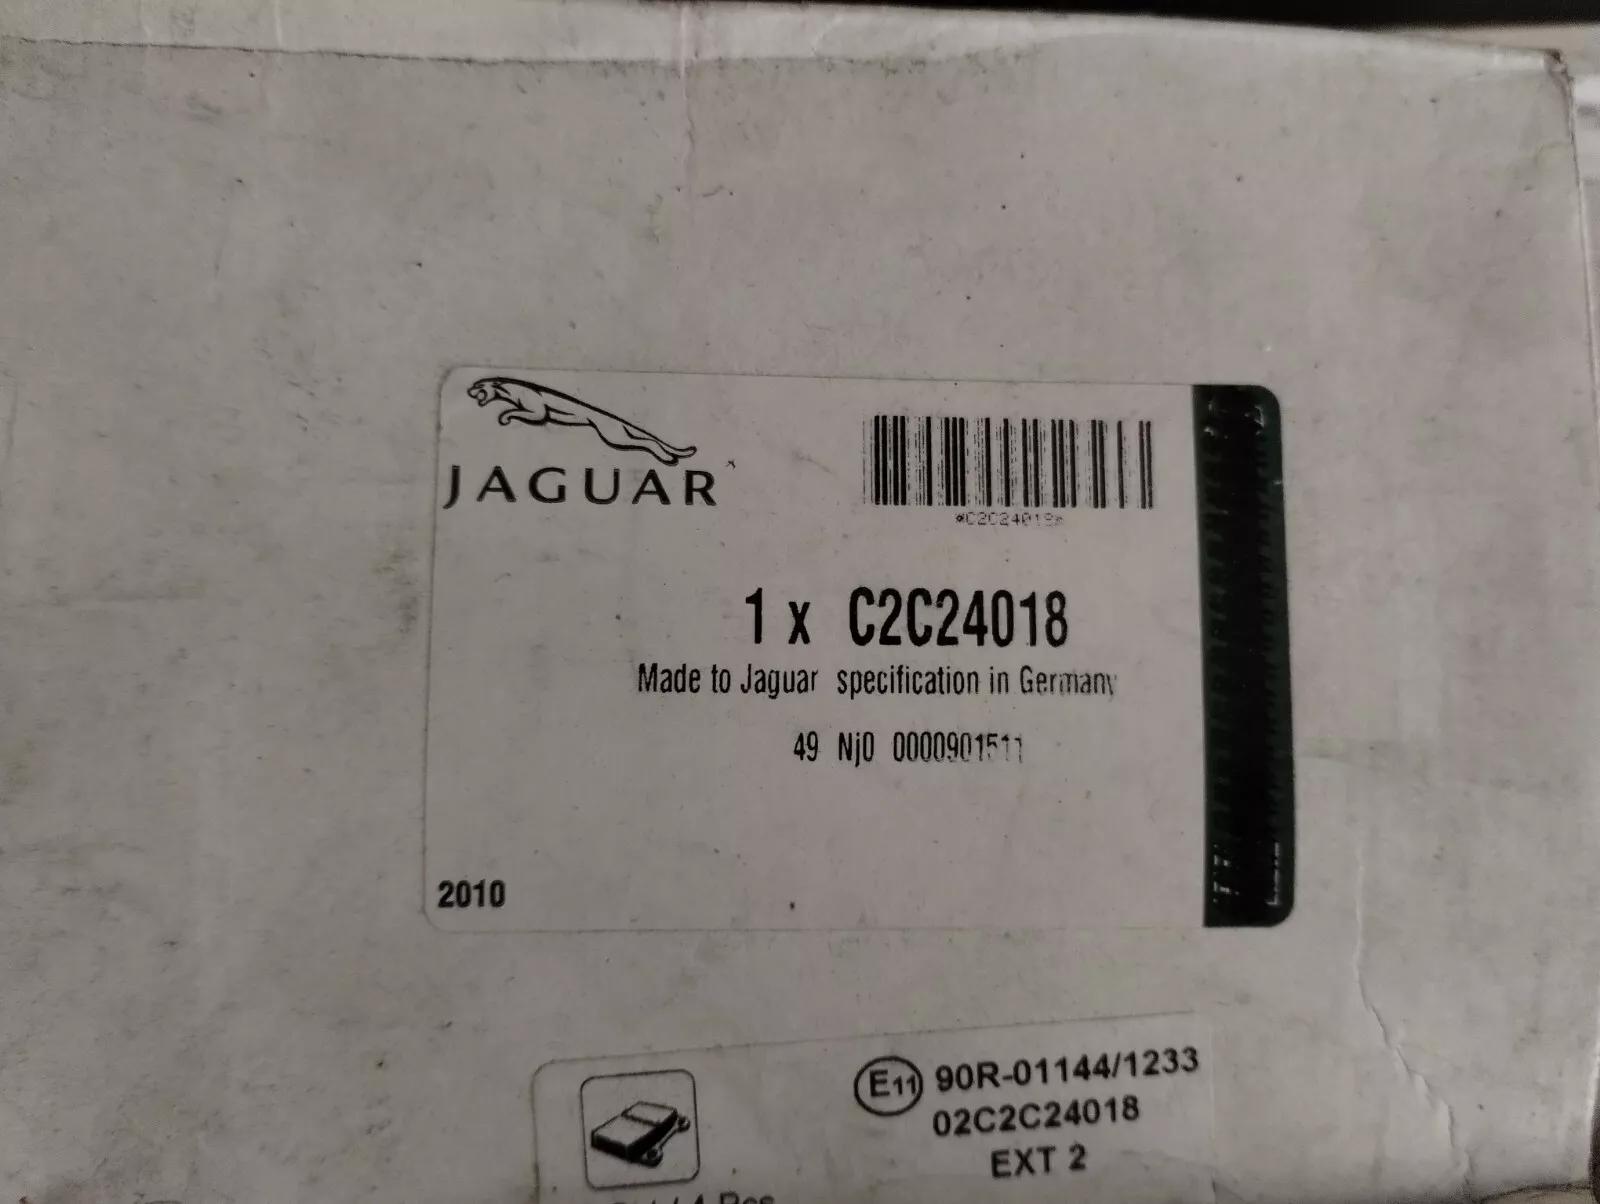 JAGUAR
*C2C24018*
1 x C2C24018
Made to Jaguar specification in Germany
49 Nj0 0000901511
2010
E11 90R-01144/1233
02C2C24018
EXT 2